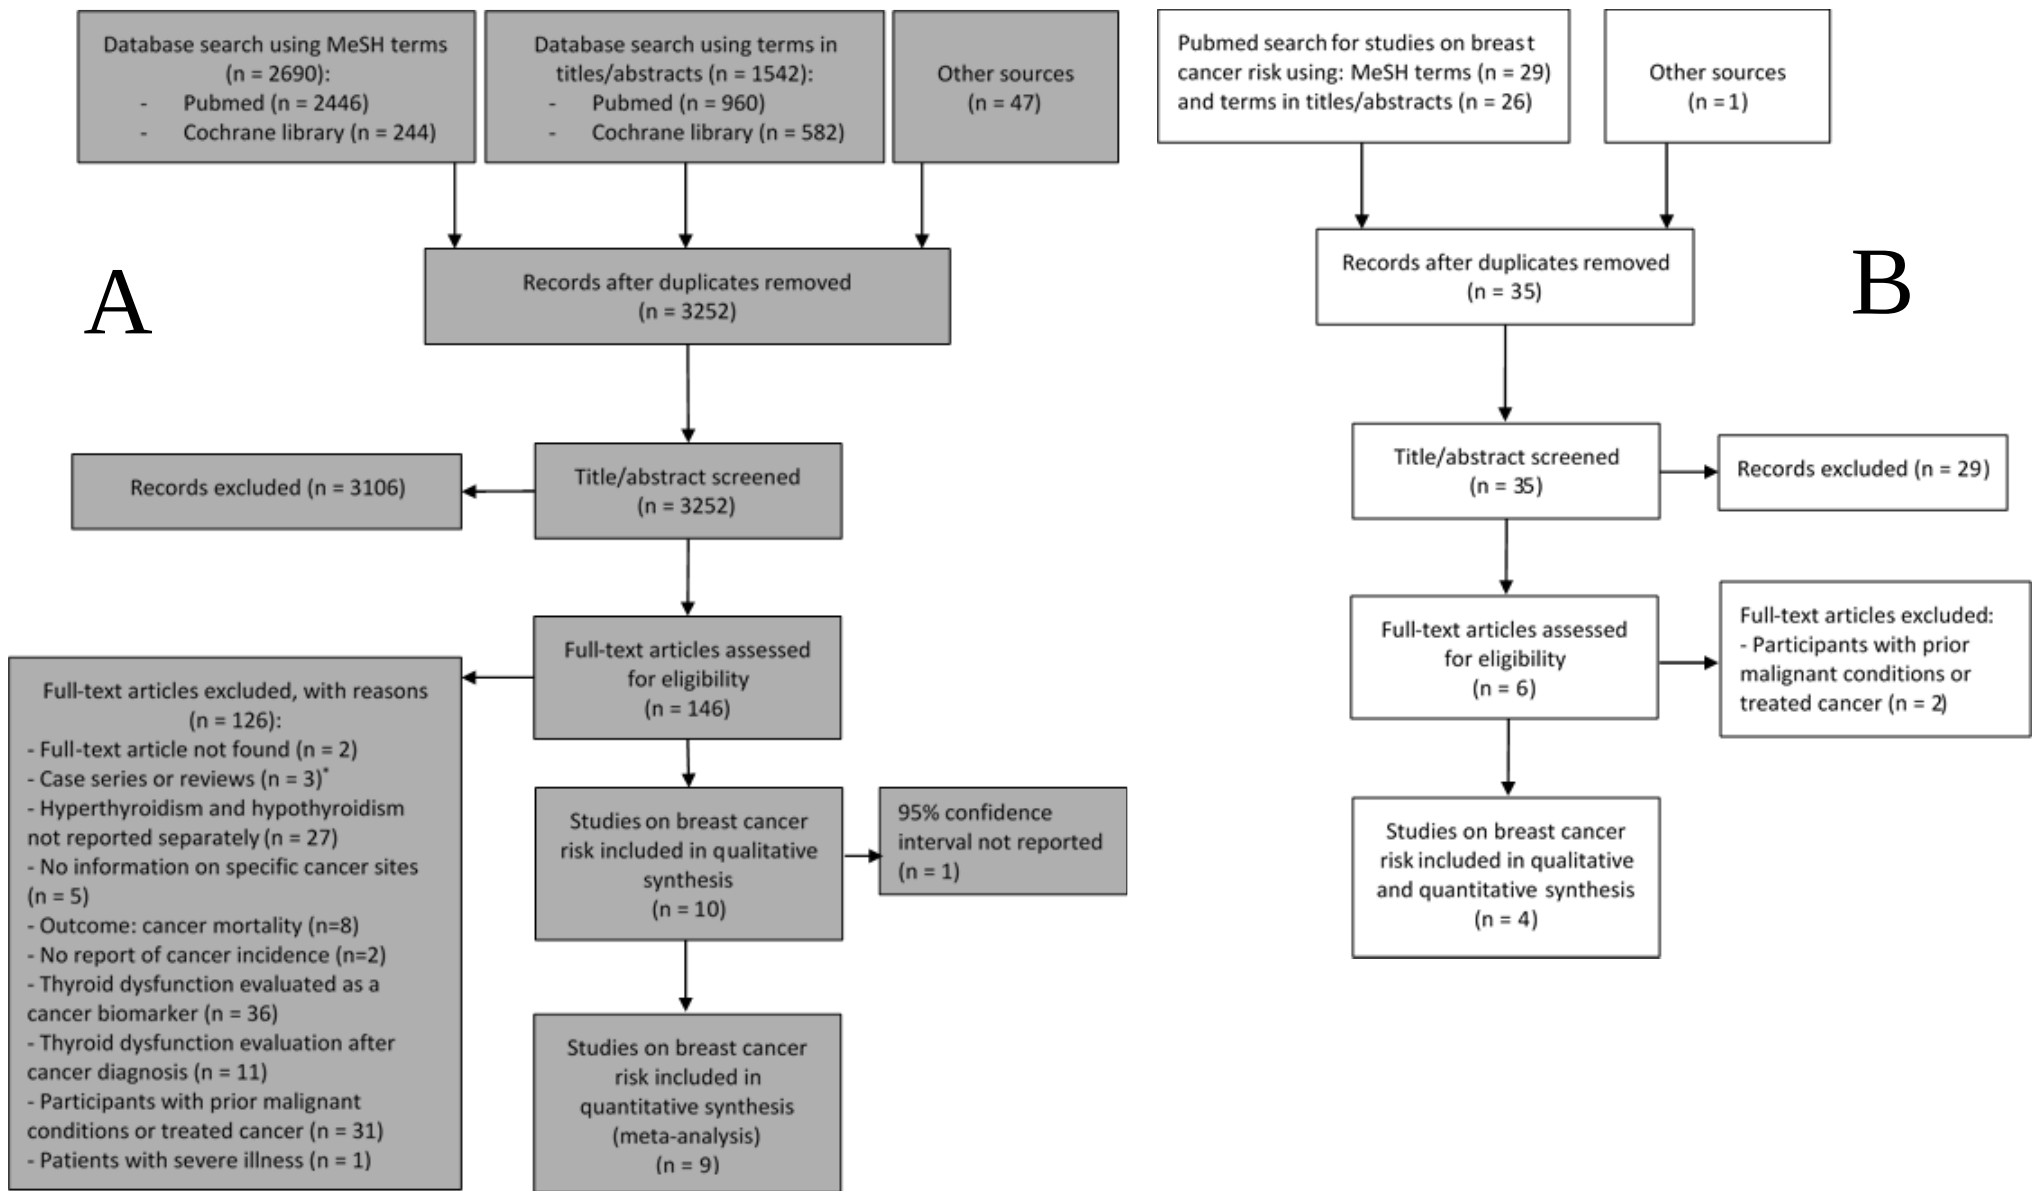 Database search using MeSH terms
(n = 2690):
- Pubmed (n = 2446)
- Cochrane library (n = 244)
Database search using terms in
titles/abstracts (n = 1542):
- Pubmed (n = 960)
- Cochrane library (n = 582)
Other sources
(n = 47)
A
Records after duplicates removed
(n = 3252)
Title/abstract screened
(n = 3252)
Records excluded (n = 3106)
Full-text articles assessed
for eligibility
(n = 146)
Full-text articles excluded, with reasons
(n = 126):
- Full-text article not found (n = 2)
- Case series or reviews (n = 3)*
- Hyperthyroidism and hypothyroidism
not reported separately (n = 27)
- No information on specific cancer sites
(n = 5)
- Outcome: cancer mortality (n=8)
- No report of cancer incidence (n=2)
- Thyroid dysfunction evaluated as a
cancer biomarker (n = 36)
- Thyroid dysfunction evaluation after
cancer diagnosis (n = 11)
- Participants with prior malignant
conditions or treated cancer (n = 31)
- Patients with severe illness (n = 1)
Studies on breast cancer
risk included in qualitative
synthesis
(n = 10)
95% confidence
interval not reported
(n = 1)
Studies on breast cancer
risk included in
quantitative synthesis
(meta-analysis)
(n = 9)
Pubmed search for studies on breast
cancer risk using: MeSH terms (n = 29)
and terms in titles/abstracts (n = 26)
Other sources
(n = 1)
B
Records after duplicates removed
(n = 35)
Title/abstract screened
(n = 35)
Records excluded (n = 29)
Full-text articles assessed
for eligibility
(n = 6)
Full-text articles excluded:
- Participants with prior
malignant conditions or
treated cancer (n = 2)
Studies on breast cancer
risk included in qualitative
and quantitative synthesis
(n = 4)